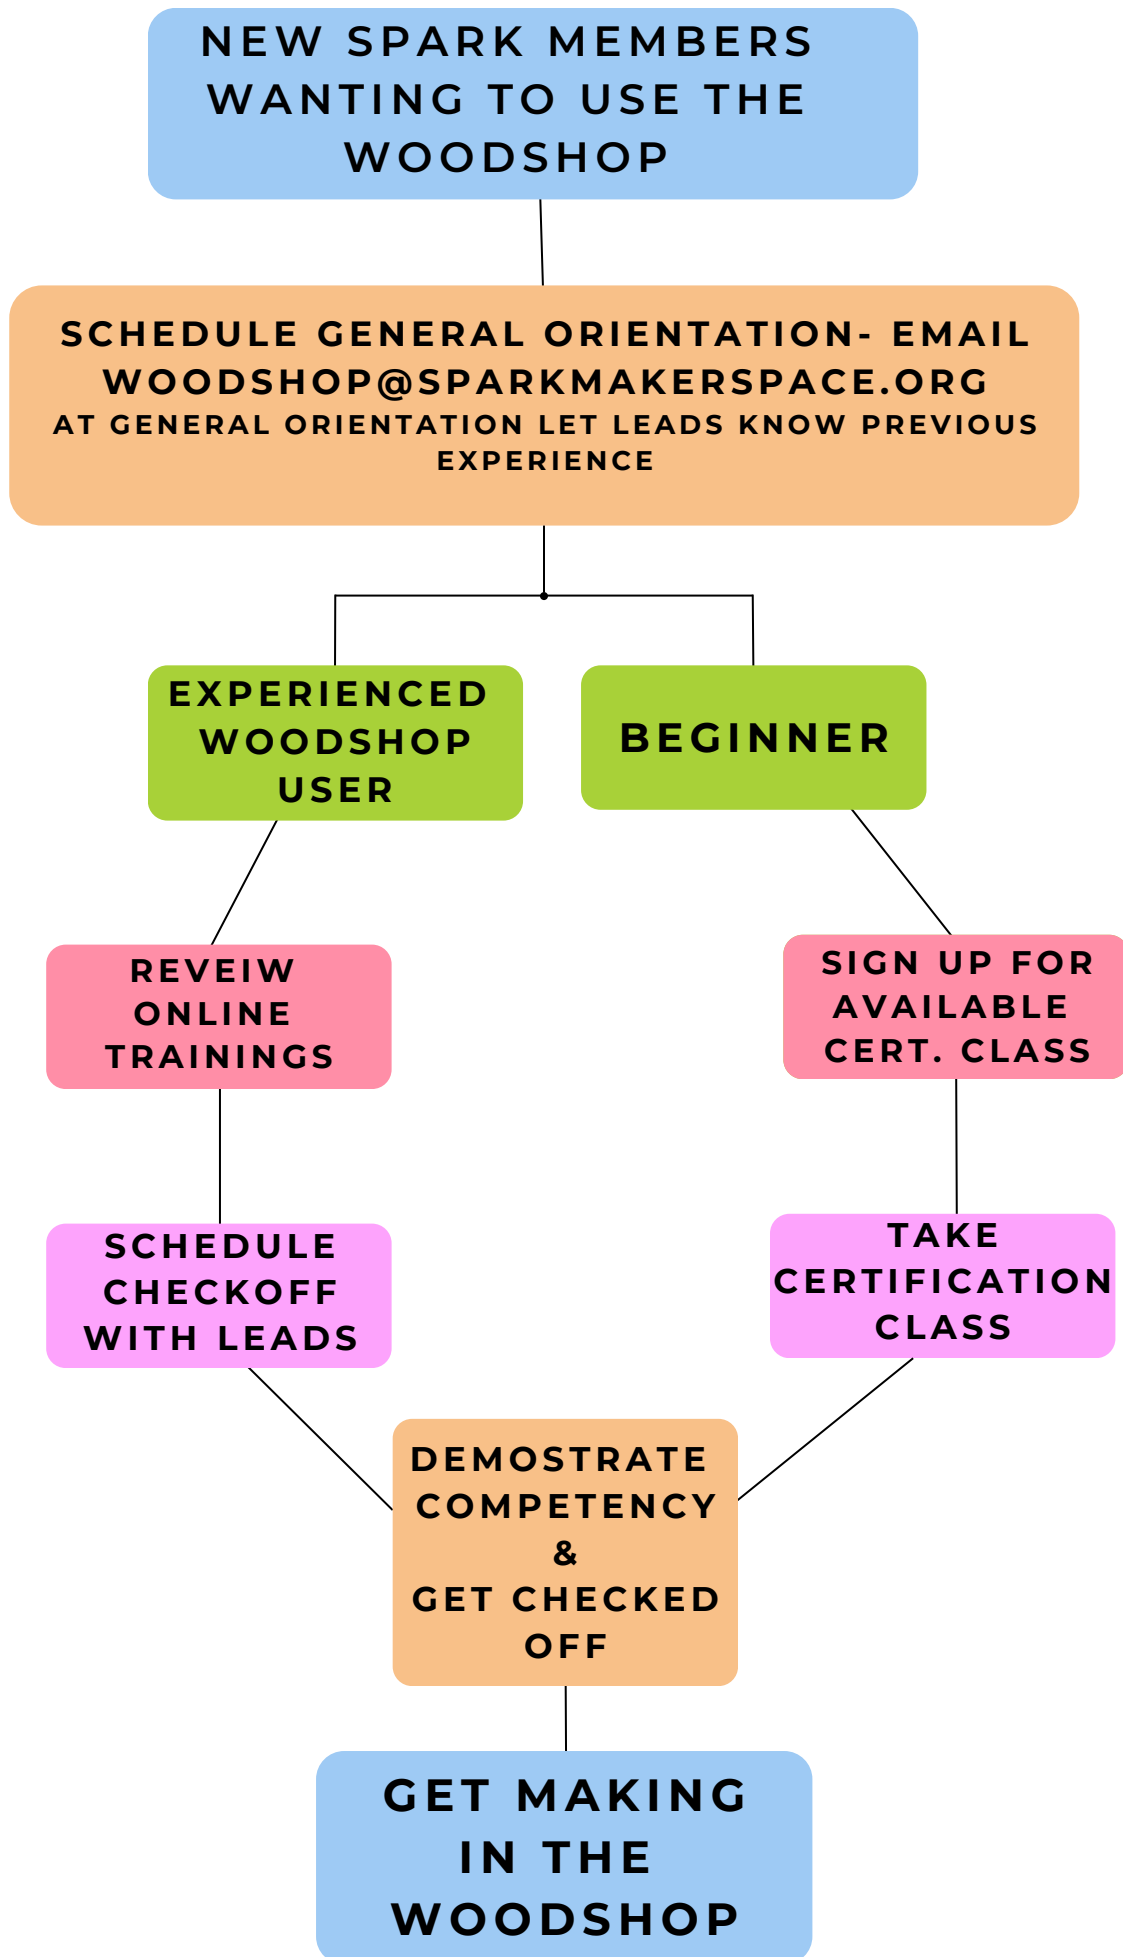 NEW SPARK MEMBERS
WANTING TO USE THE
WOODSHOP
SCHEDULE GENERAL ORIENTATION- EMAIL
WOODSHOP@SPARKMAKERSPACE.ORG
AT GENERAL ORIENTATION LET LEADS KNOW PREVIOUS
EXPERIENCE
EXPERIENCED
WOODSHOP
USER
BEGINNER
REVEIW
ONLINE
TRAININGS
SIGN UP FOR
AVAILABLE
CERT. CLASS
SCHEDULE
CHECKOFF
WITH LEADS
TAKE
CERTIFICATION
CLASS
DEMOSTRATE
COMPETENCY
&
GET CHECKED
OFF
GET MAKING
IN THE
WOODSHOP